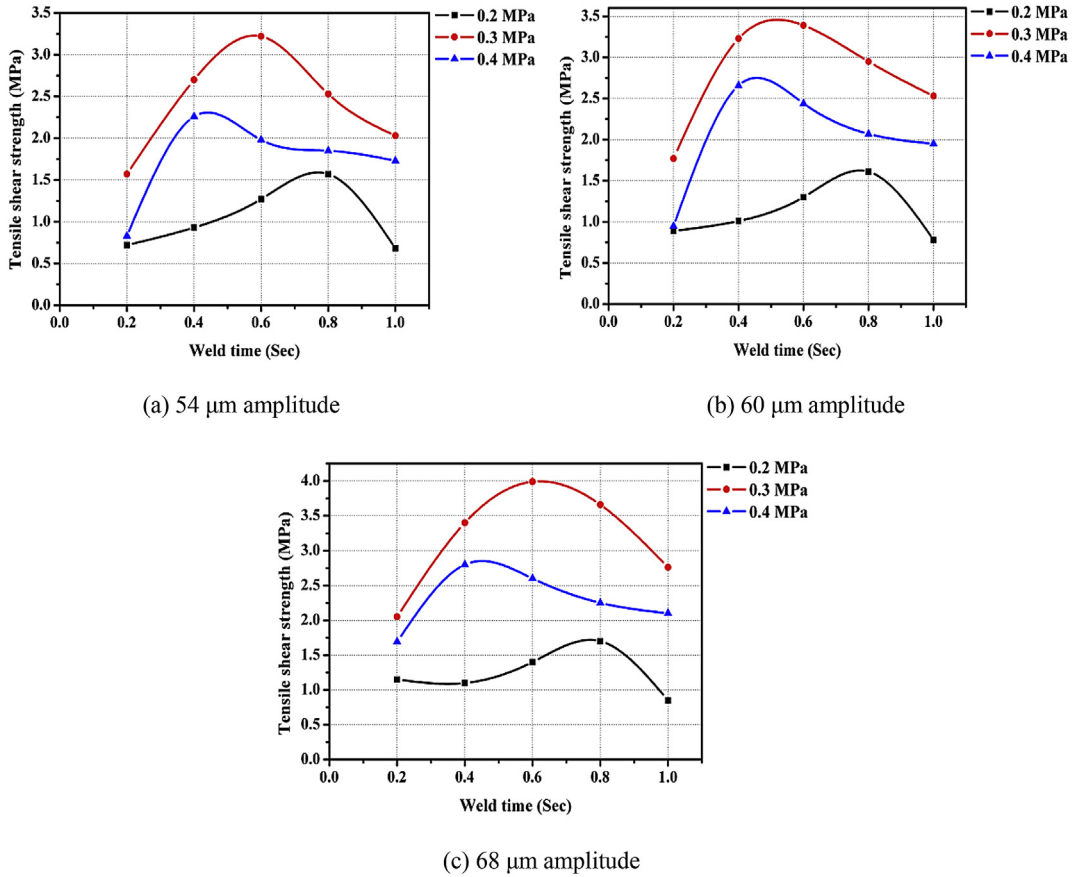 0.2 MPa
0.3 MPa
0.4 MPa
Tensile shear strength (MPa)
3.5
3.0
2.5
2.0
1.5
1.0
0.5
0.0
0.0 0.2 0.4 0.6 0.8 1.0
Weld time (Sec)
(a) 54 μm amplitude
0.2 MPa
0.3 MPa
0.4 MPa
Tensile shear strength (MPa)
3.5
3.0
2.5
2.0
1.5
1.0
0.5
0.0
0.0 0.2 0.4 0.6 0.8 1.0
Weld time (Sec)
(b) 60 μm amplitude
0.2 MPa
0.3 MPa
0.4 MPa
Tensile shear strength (MPa)
4.0
3.5
3.0
2.5
2.0
1.5
1.0
0.5
0.0
0.0 0.2 0.4 0.6 0.8 1.0
Weld time (Sec)
(c) 68 μm amplitude